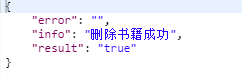 {
    "error": "",
    "info": "删除书籍成功",
    "result": "true"
}